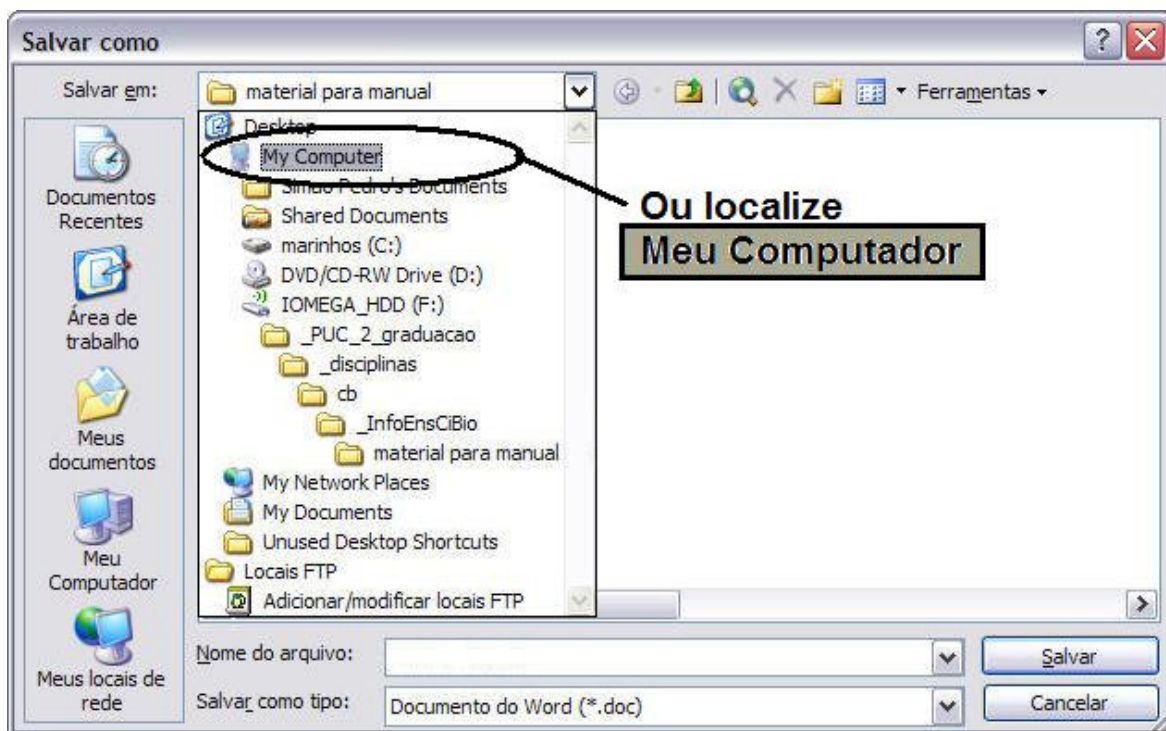 Salvar como
Salvar em:
material para manual
Ferramentas
Desktop
My Computer
Simao Pedro's Documents
Shared Documents
marinhos (C:)
DVD/CD-RW Drive (D:)
IOMEGA_HDD (F:)
_PUC_2_graduacao
_disciplinas
cb
_InfoEnsCiBio
material para manual
My Network Places
My Documents
Unused Desktop Shortcuts
Locais FTP
Adicionar/modificar locais FTP
Ou localize
Meu Computador
Documentos
Recentes
Área de
trabalho
Meus
documentos
Meu
Computador
Meus locais de
rede
Nome do arquivo:
Salvar
Salvar como tipo:
Documento do Word (*.doc)
Cancelar